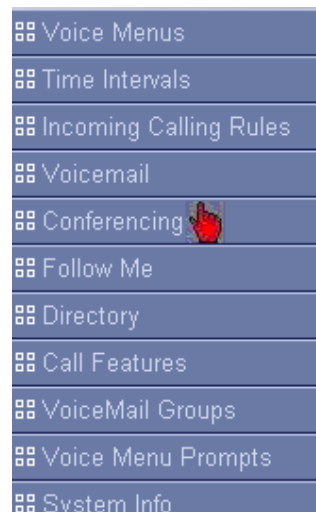 Voice Menus
Time Intervals
Incoming Calling Rules
Voicemail
Conferencing
Follow Me
Directory
Call Features
VoiceMail Groups
Voice Menu Prompts
System Info